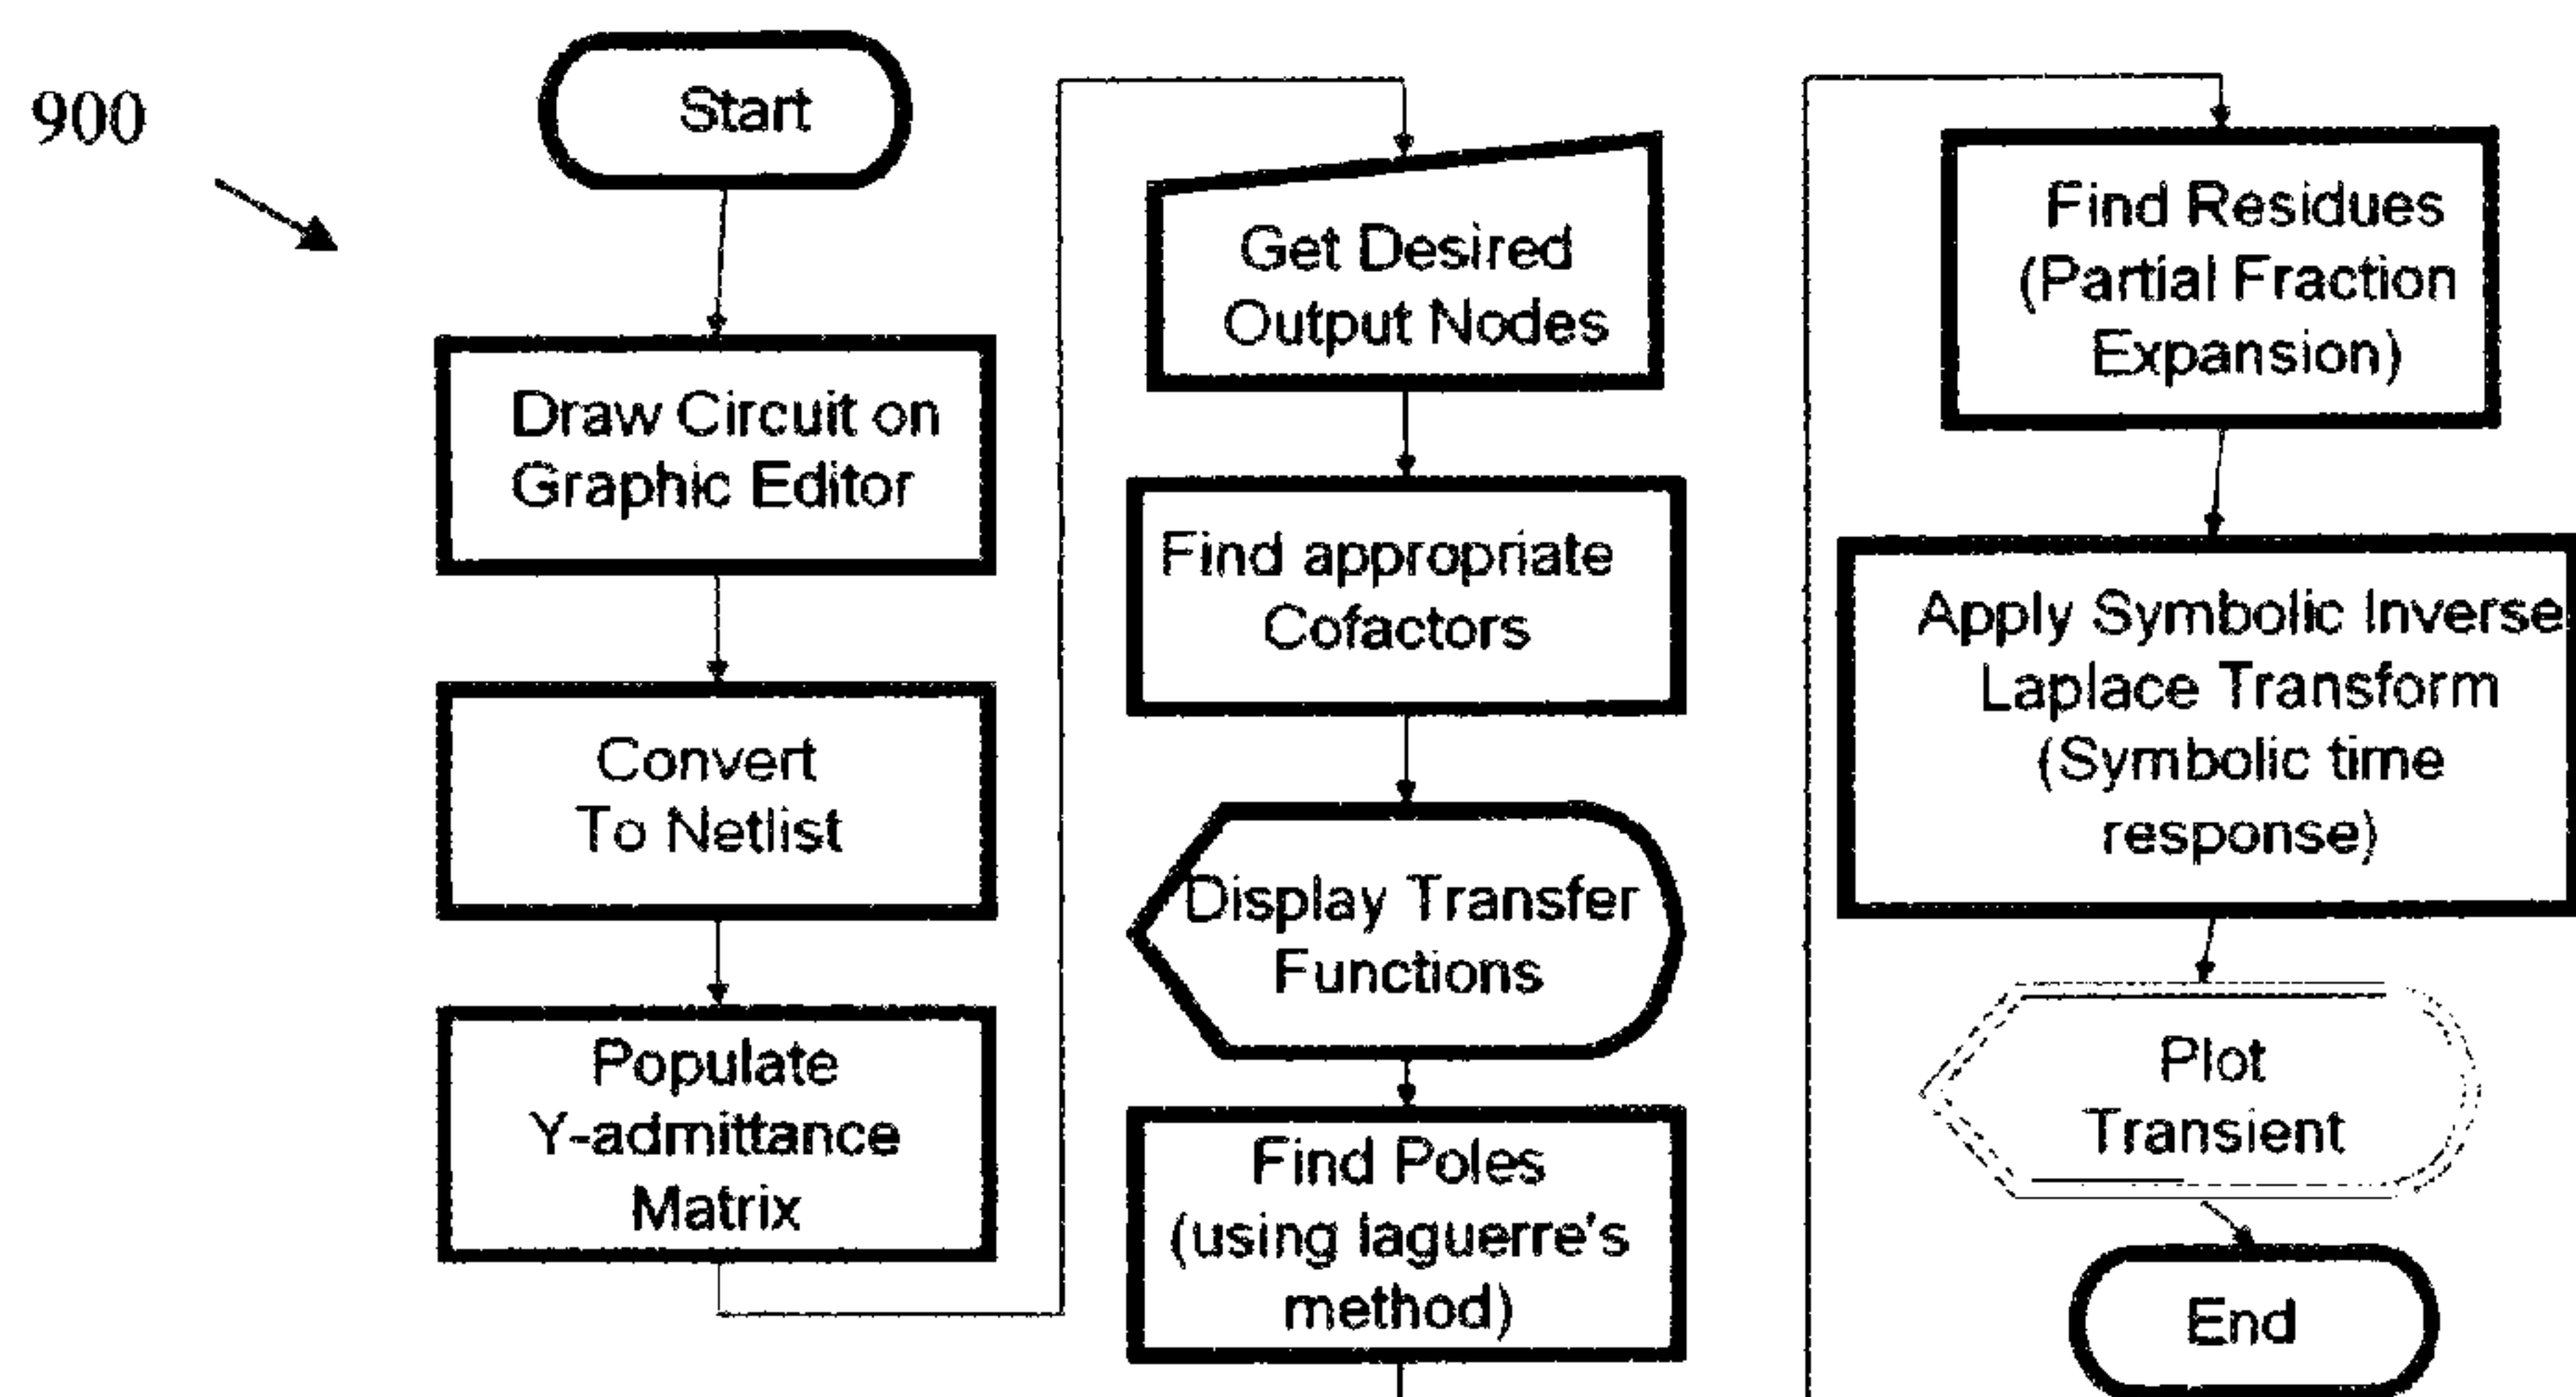 900
Start
Draw Circuit on
Graphic Editor
Convert
To Netlist
Populate
Y-admittance
Matrix
Get Desired
Output Nodes
Find appropriate
Cofactors
Display Transfer
Functions
Find Poles
(using laguerre's
method)
Find Residues
(Partial Fraction
Expansion)
Apply Symbolic Inverse
Laplace Transform
(Symbolic time
response)
Plot
Transient
End